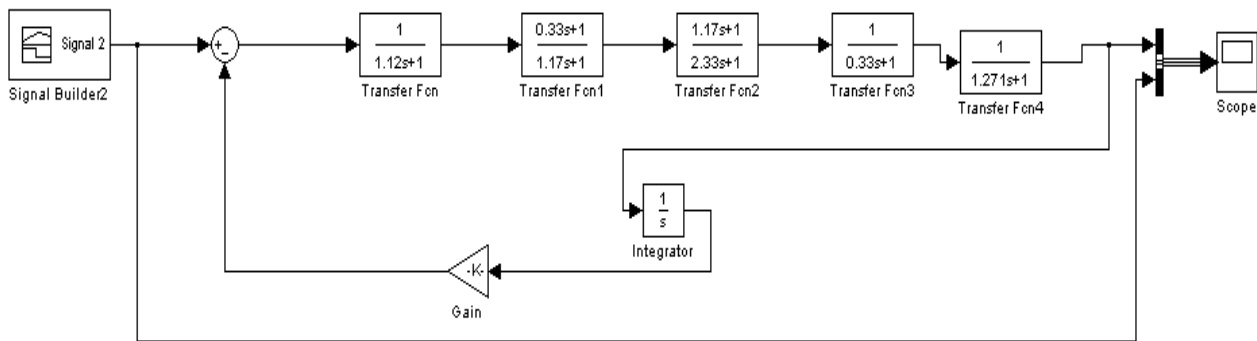 Signal 2
Signal Builder2
+
−
1
1.12s+1
Transfer Fcn
0.33s+1
1.17s+1
Transfer Fcn1
1.17s+1
2.33s+1
Transfer Fcn2
1
0.33s+1
Transfer Fcn3
1
1.271s+1
Transfer Fcn4
Scope
1
s
Integrator
-K-
Gain